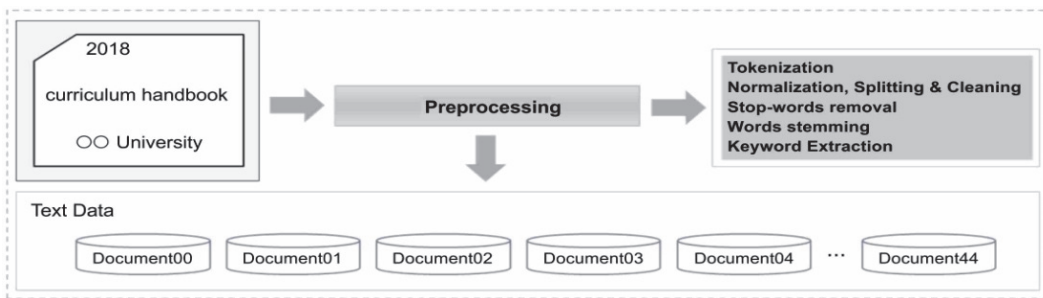 2018
curriculum handbook
○○ University
Preprocessing
Tokenization
Normalization, Splitting & Cleaning
Stop-words removal
Words stemming
Keyword Extraction
Text Data
Document00
Document01
Document02
Document03
Document04
...
Document44